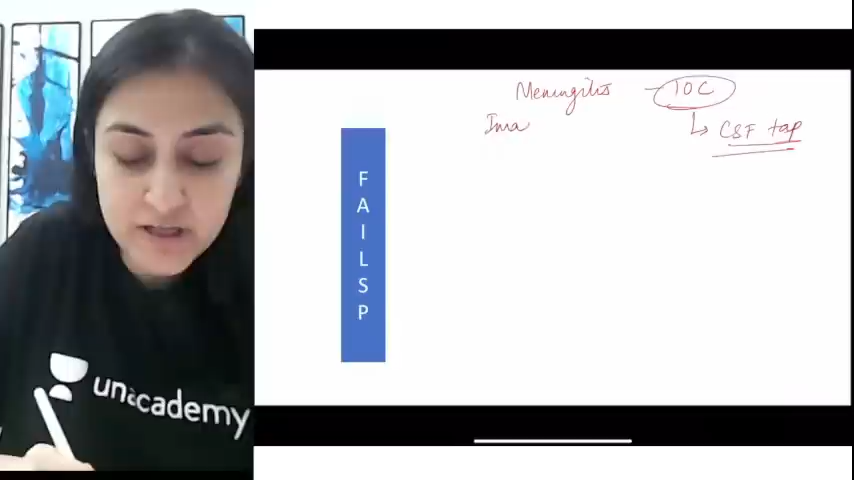 Meningitis — IOC
Ima
↳ CSF tap
F
A
I
L
S
P
unacademy